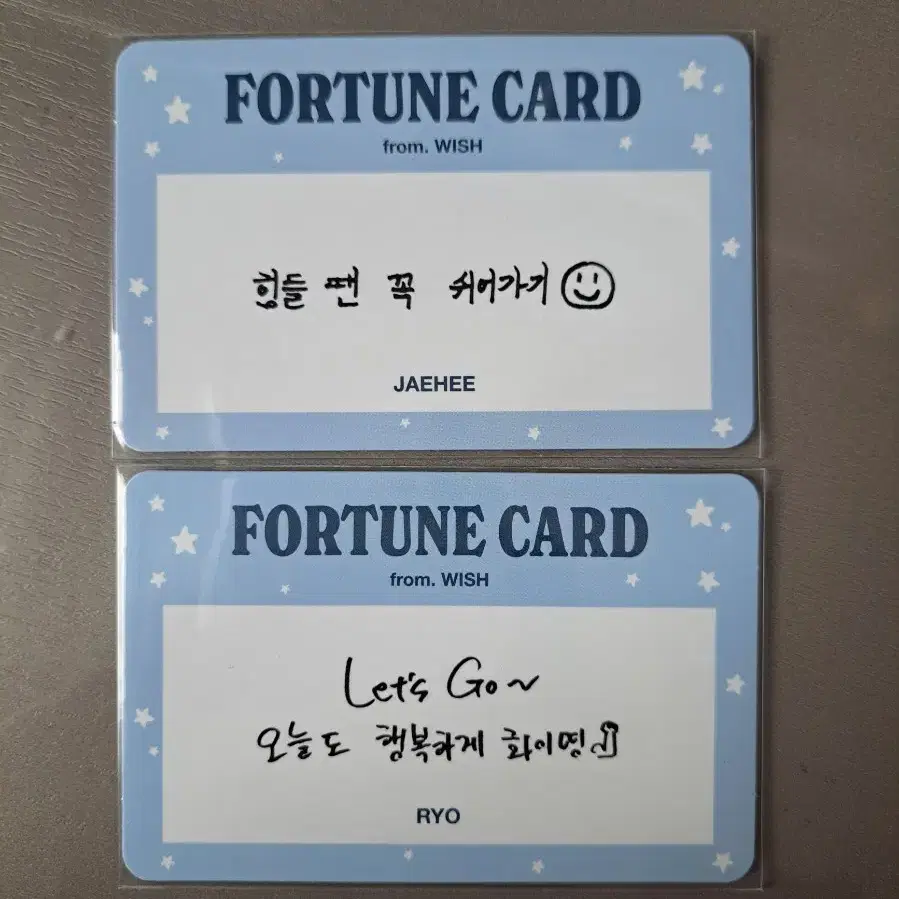 FORTUNE CARD
from. WISH
힘들 땐 꼭 쉬어가기
JAEHEE
FORTUNE CARD
from. WISH
Let's Go~
오늘도 행복하게 화이띵
RYO